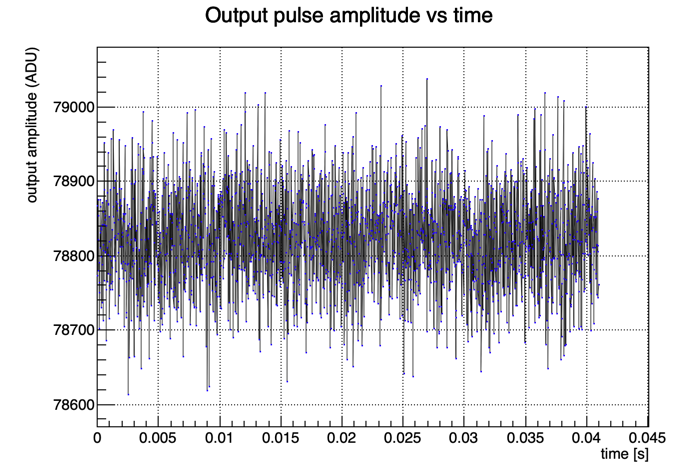 Output pulse amplitude vs time
output amplitude (ADU)
79000
78900
78800
78700
78600
0 0.005 0.01 0.015 0.02 0.025 0.03 0.035 0.04 0.045
time [s]